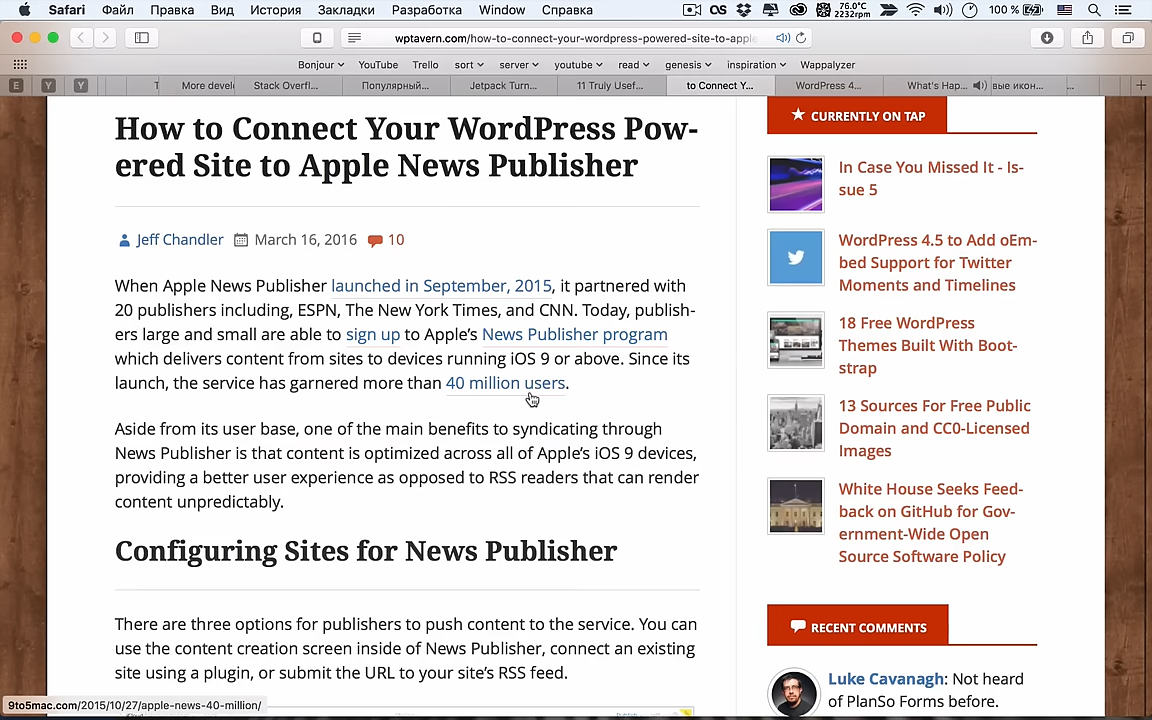 Safari Файл Правка Вид История Закладки Разработка Window Справка
76.0°C 2232rpm 100 %
wptavern.com/how-to-connect-your-wordpress-powered-site-to-apple-
Bonjour YouTube Trello sort server youtube read genesis inspiration Wappalyzer
E Y Y T More devel Stack Overfl... Популярный... Jetpack Turn... 11 Truly Usef... to Connect Y... WordPress 4... What's Hap... вые икон... ...
How to Connect Your WordPress Pow-
ered Site to Apple News Publisher
Jeff Chandler March 16, 2016 10
When Apple News Publisher launched in September, 2015, it partnered with
20 publishers including, ESPN, The New York Times, and CNN. Today, publish-
ers large and small are able to sign up to Apple's News Publisher program
which delivers content from sites to devices running iOS 9 or above. Since its
launch, the service has garnered more than 40 million users.
Aside from its user base, one of the main benefits to syndicating through
News Publisher is that content is optimized across all of Apple's iOS 9 devices,
providing a better user experience as opposed to RSS readers that can render
content unpredictably.
Configuring Sites for News Publisher
There are three options for publishers to push content to the service. You can
use the content creation screen inside of News Publisher, connect an existing
site using a plugin, or submit the URL to your site's RSS feed.
9to5mac.com/2015/10/27/apple-news-40-million/
CURRENTLY ON TAP
In Case You Missed It - Is-
sue 5
WordPress 4.5 to Add oEm-
bed Support for Twitter
Moments and Timelines
18 Free WordPress
Themes Built With Boot-
strap
13 Sources For Free Public
Domain and CC0-Licensed
Images
White House Seeks Feed-
back on GitHub for Gov-
ernment-Wide Open
Source Software Policy
RECENT COMMENTS
Luke Cavanagh: Not heard
of PlanSo Forms before.